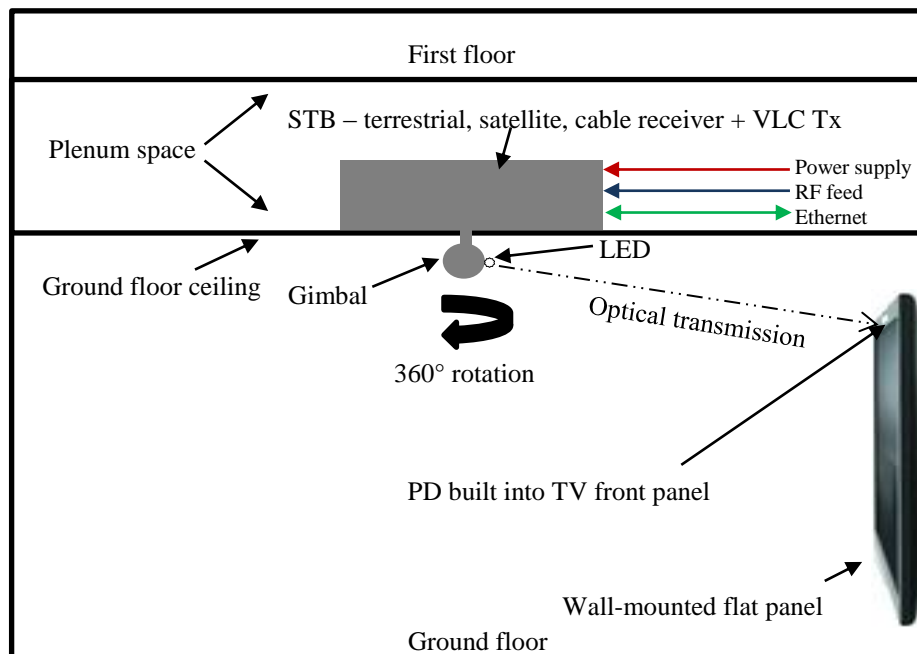 First floor
STB – terrestrial, satellite, cable receiver + VLC Tx
Plenum space
Power supply
RF feed
Ethernet
LED
Ground floor ceiling
Gimbal
Optical transmission
360° rotation
PD built into TV front panel
Wall-mounted flat panel
Ground floor